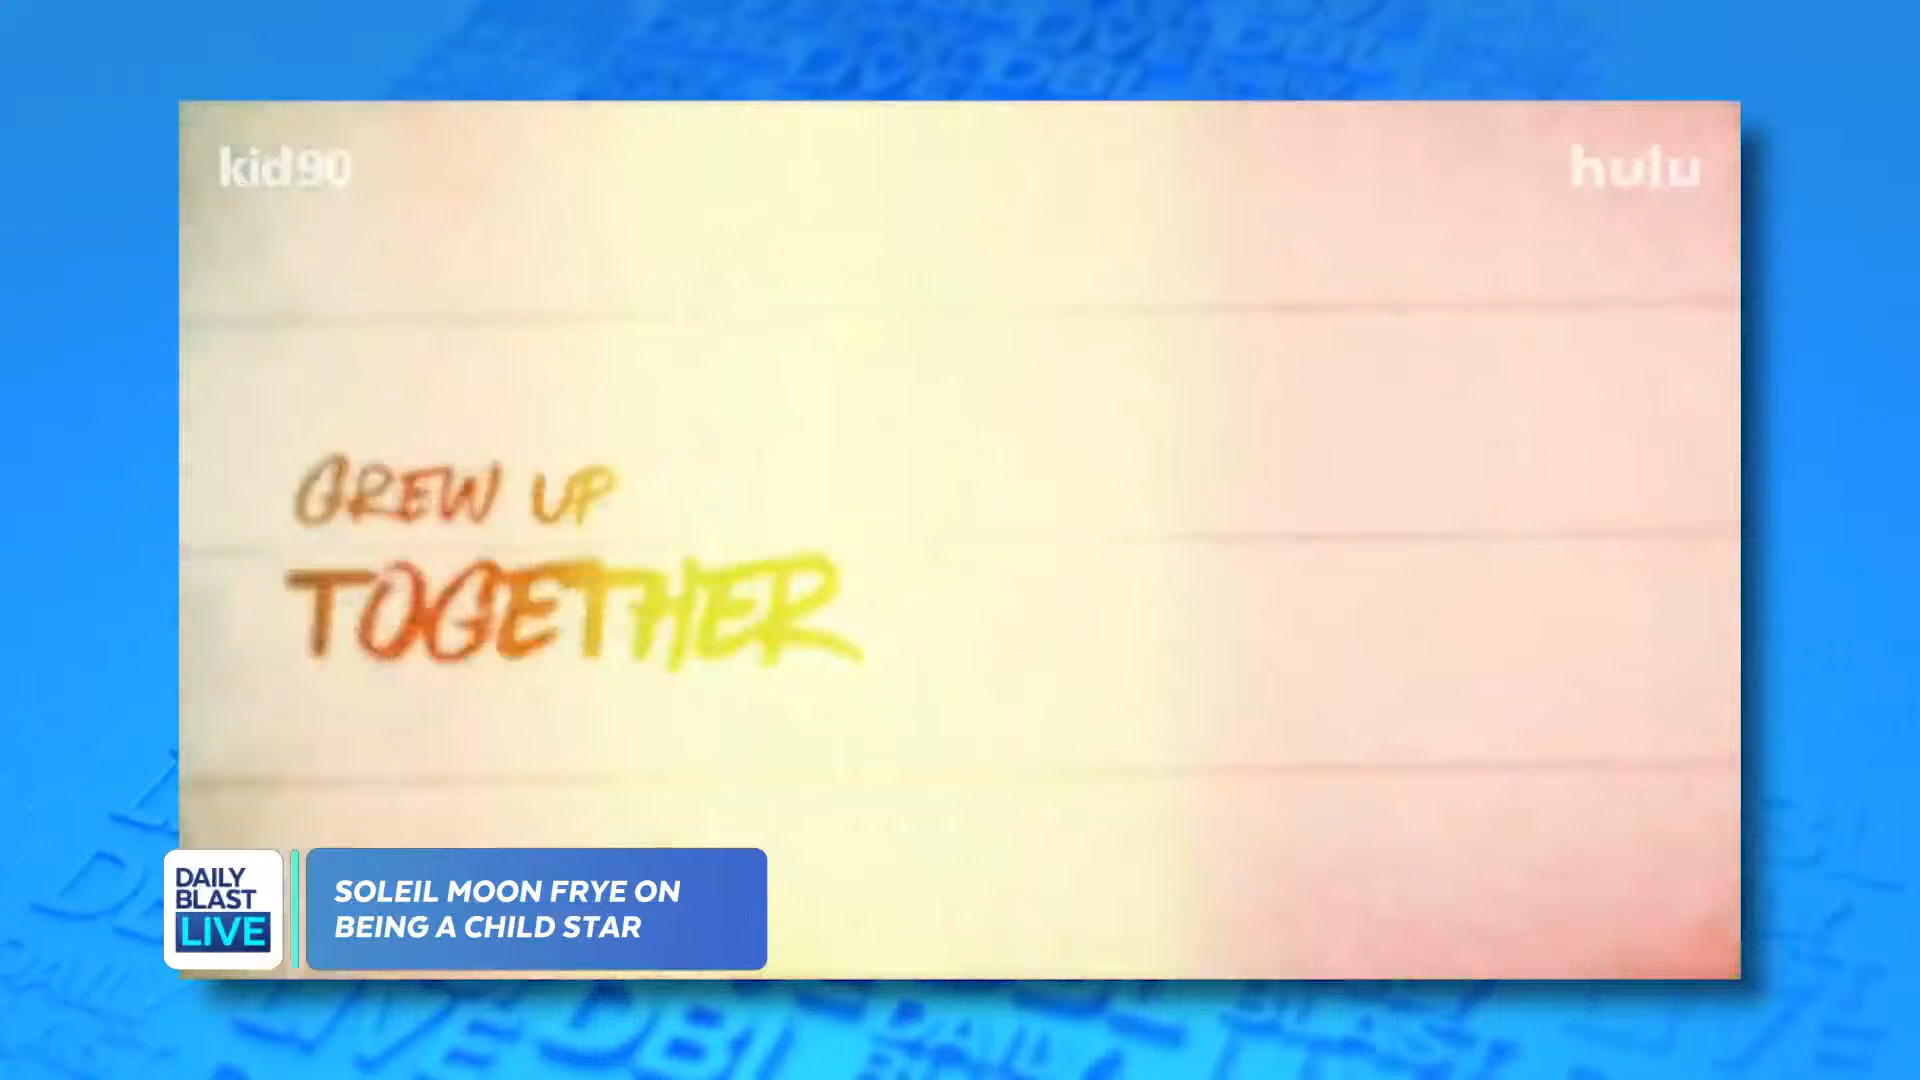 kid90
hulu
GREW UP
TOGETHER
DAILY
BLAST
LIVE
SOLEIL MOON FRYE ON
BEING A CHILD STAR